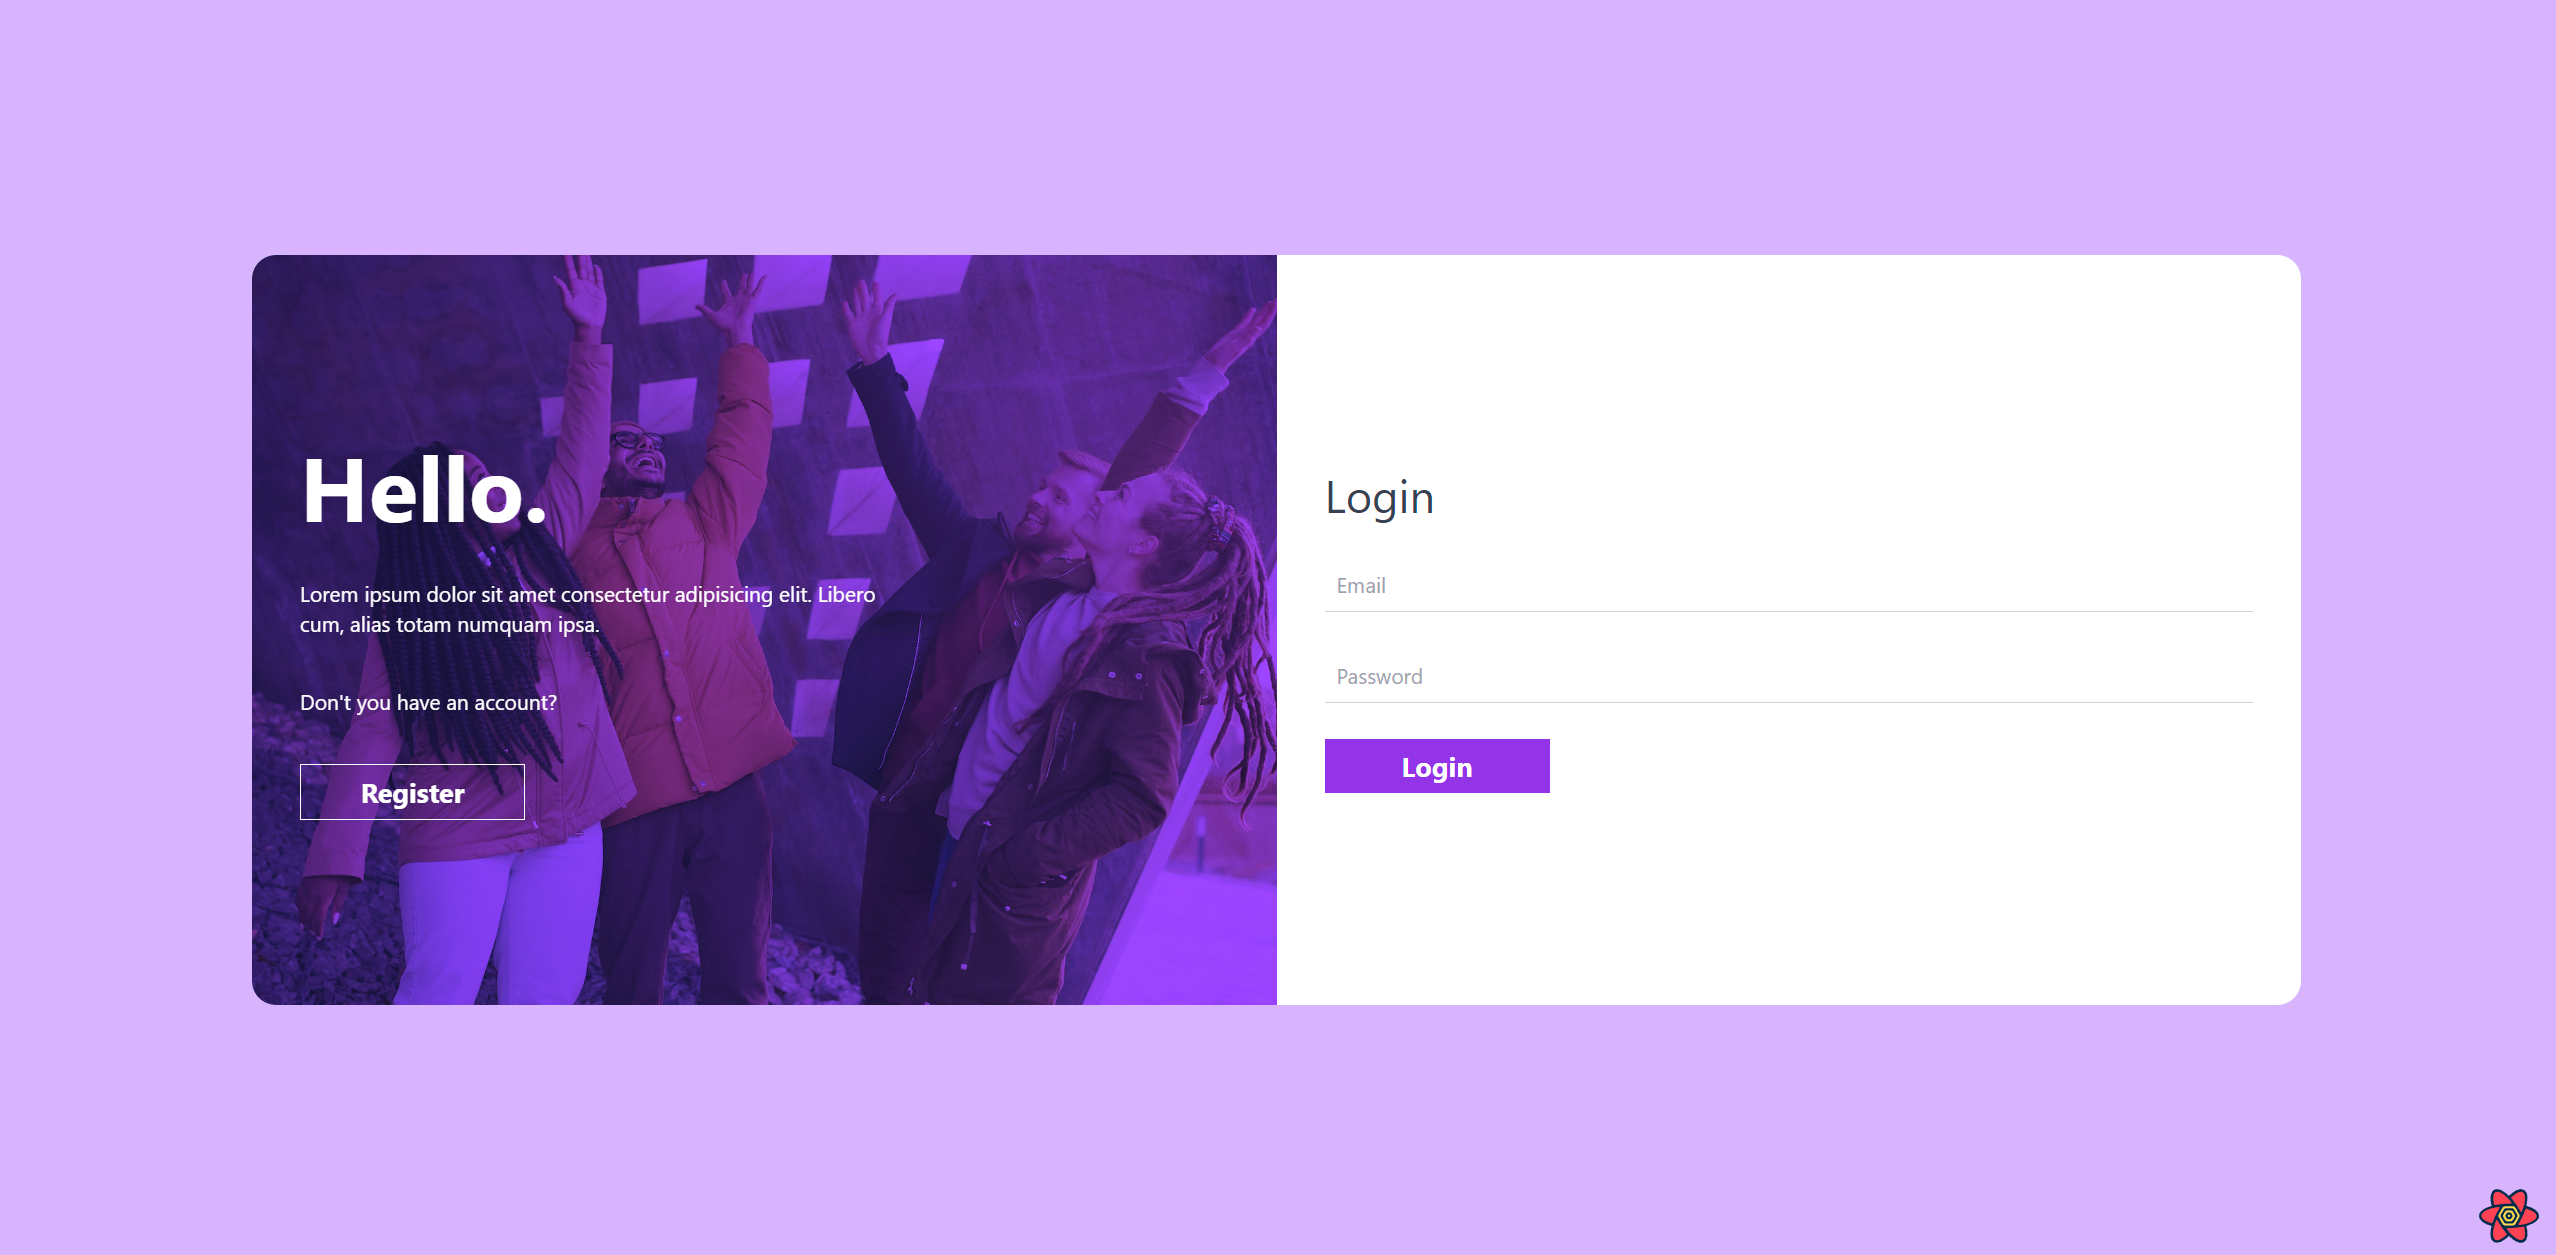 Hello.
Lorem ipsum dolor sit amet consectetur adipisicing elit. Libero
cum, alias totam numquam ipsa.
Don't you have an account?
Register
Login
Email
Password
Login